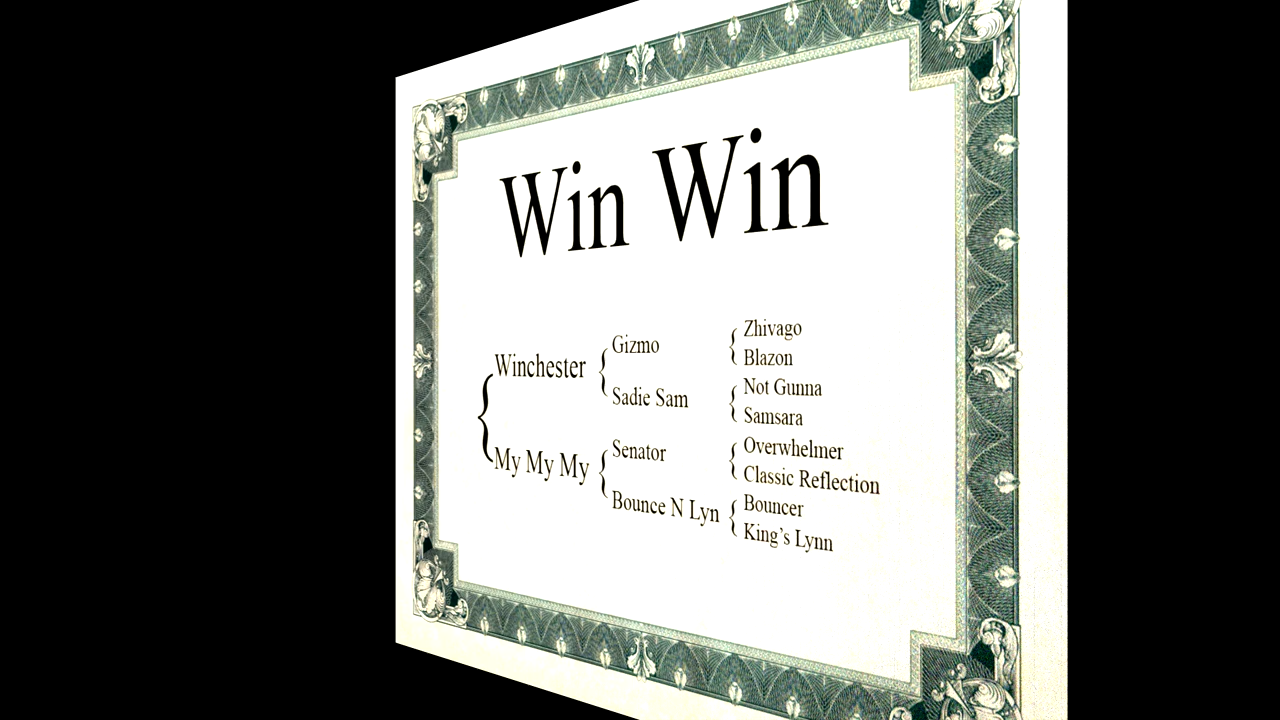 Win Win
Winchester
My My My
Gizmo
Sadie Sam
Senator
Bounce N Lyn
Zhivago
Blazon
Not Gunna
Samsara
Overwhelmer
Classic Reflection
Bouncer
King's Lynn